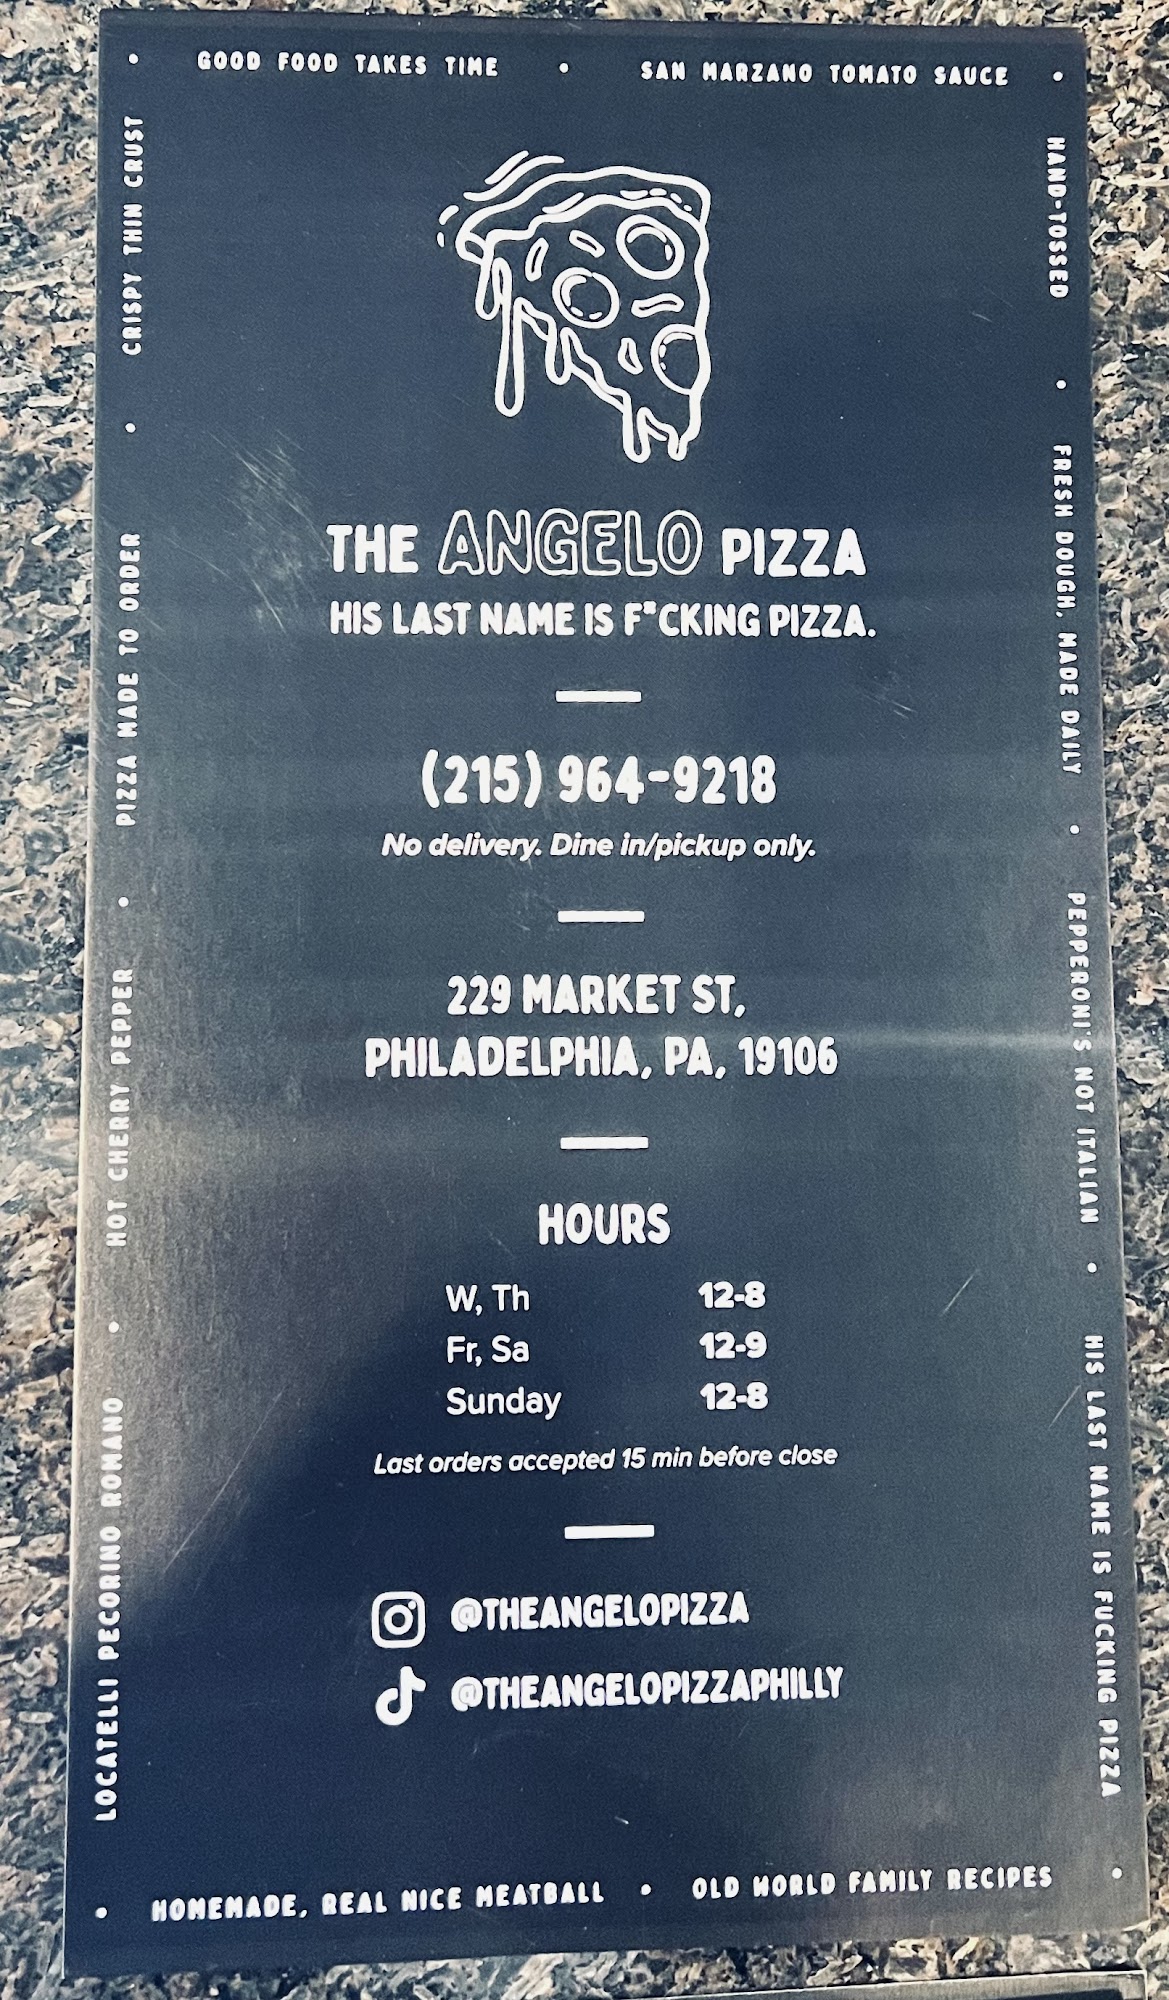 GOOD FOOD TAKES TIME • SAN MARZANO TOMATO SAUCE
HAND-TOSSED • FRESH DOUGH, MADE DAILY • PEPPERONI'S NOT ITALIAN • HIS LAST NAME IS FUCKING PIZZA
THE ANGELO PIZZA
HIS LAST NAME IS F*CKING PIZZA.
(215) 964-9218
No delivery. Dine in/pickup only.
229 MARKET ST,
PHILADELPHIA, PA, 19106
HOURS
W, Th 12-8
Fr, Sa 12-9
Sunday 12-8
Last orders accepted 15 min before close
@THEANGELOPIZZA
@THEANGELOPIZZAPHILLY
HOMEMADE, REAL NICE MEATBALL • OLD WORLD FAMILY RECIPES
LOCATELLI PECORINO ROMANO • HOT CHERRY PEPPER • PIZZA MADE TO ORDER • CRISPY THIN CRUST